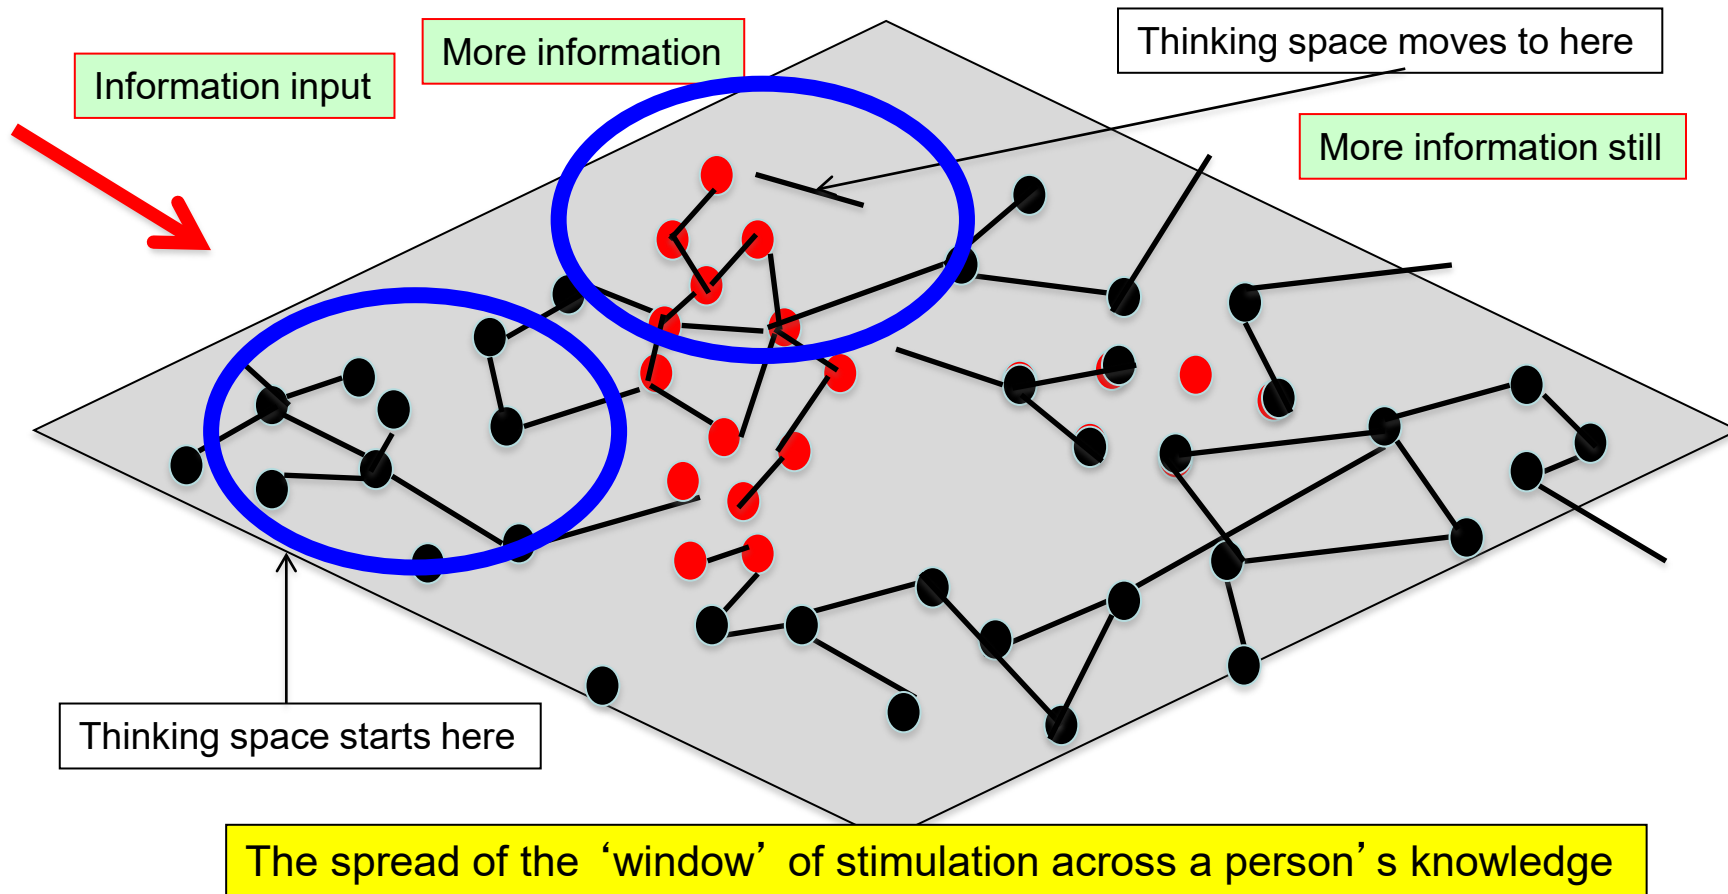 More information
Thinking space moves to here
Information input
More information still
Thinking space starts here
The spread of the ‘window’ of stimulation across a person’s knowledge